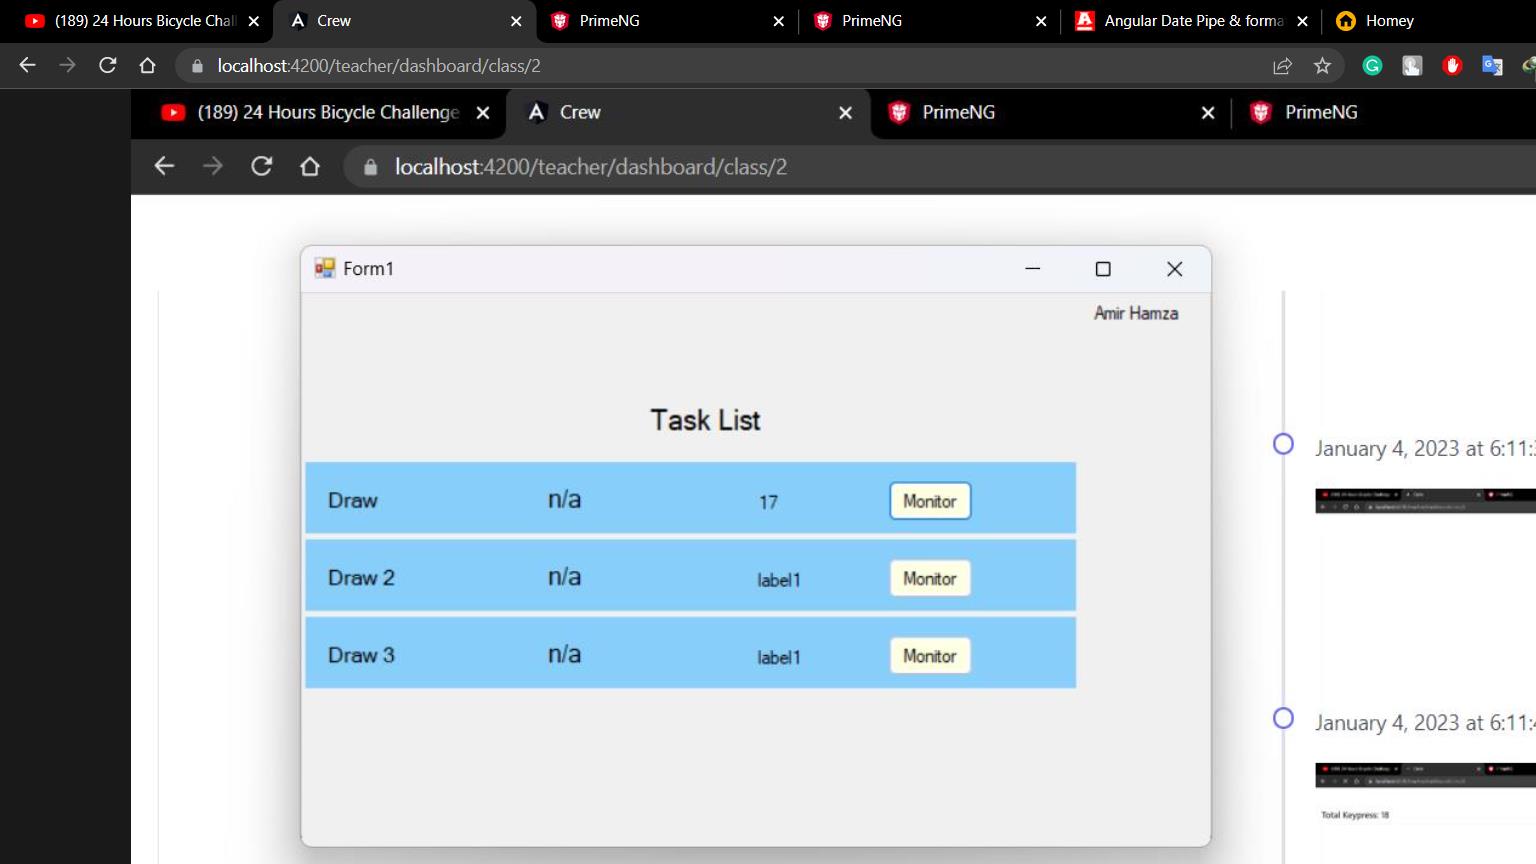 (189) 24 Hours Bicycle Chall
Crew
PrimeNG
PrimeNG
Angular Date Pipe & forma
Homey
localhost:4200/teacher/dashboard/class/2
(189) 24 Hours Bicycle Challenge
Crew
PrimeNG
PrimeNG
localhost:4200/teacher/dashboard/class/2
Form1
Amir Hamza
Task List
Draw n/a 17 Monitor
Draw 2 n/a label1 Monitor
Draw 3 n/a label1 Monitor
January 4, 2023 at 6:11:
January 4, 2023 at 6:11:
Total Keypress: 18